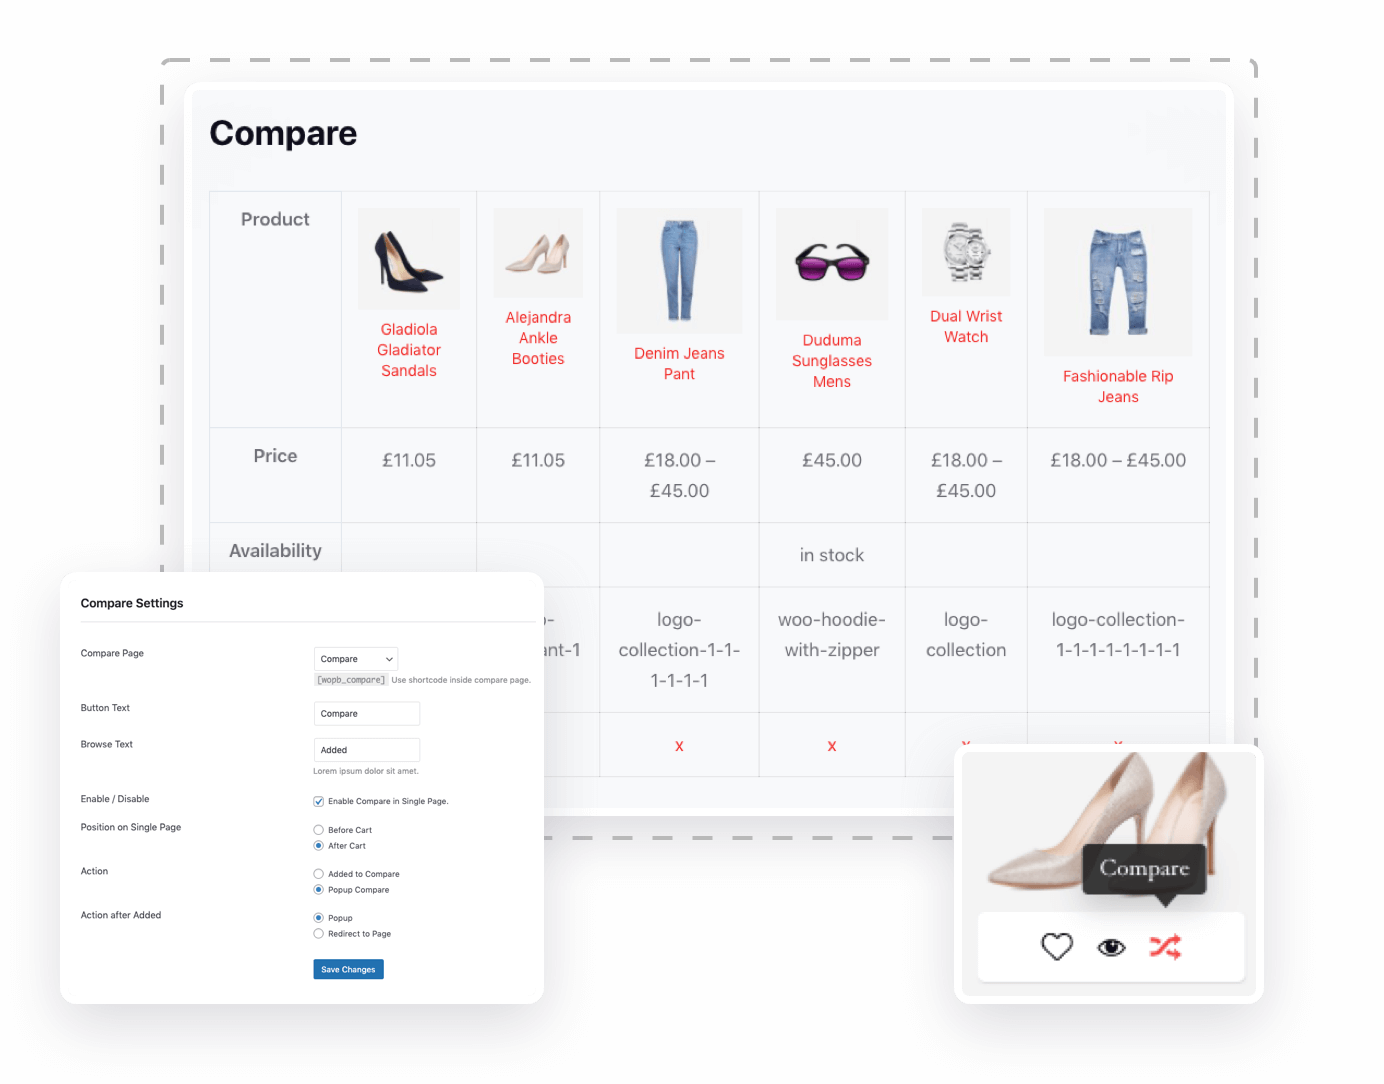 Compare
Product
Gladiola
Gladiator
Sandals
Alejandra
Ankle
Booties
Denim Jeans
Pant
Duduma
Sunglasses
Mens
Dual Wrist
Watch
Fashionable Rip
Jeans
Price
£11.05
£11.05
£18.00 –
£45.00
£45.00
£18.00 –
£45.00
£18.00 – £45.00
Availability
in stock
ant-1
logo-
collection-1-1-
1-1-1-1
woo-hoodie-
with-zipper
logo-
collection
logo-collection-
1-1-1-1-1-1-1-1
x
x
x
x
Compare Settings
Compare Page
Compare
[wopb_compare] Use shortcode inside compare page.
Button Text
Compare
Browse Text
Added
Lorem ipsum dolor sit amet.
Enable / Disable
Enable Compare in Single Page.
Position on Single Page
Before Cart
After Cart
Action
Added to Compare
Popup Compare
Action after Added
Popup
Redirect to Page
Save Changes
Compare